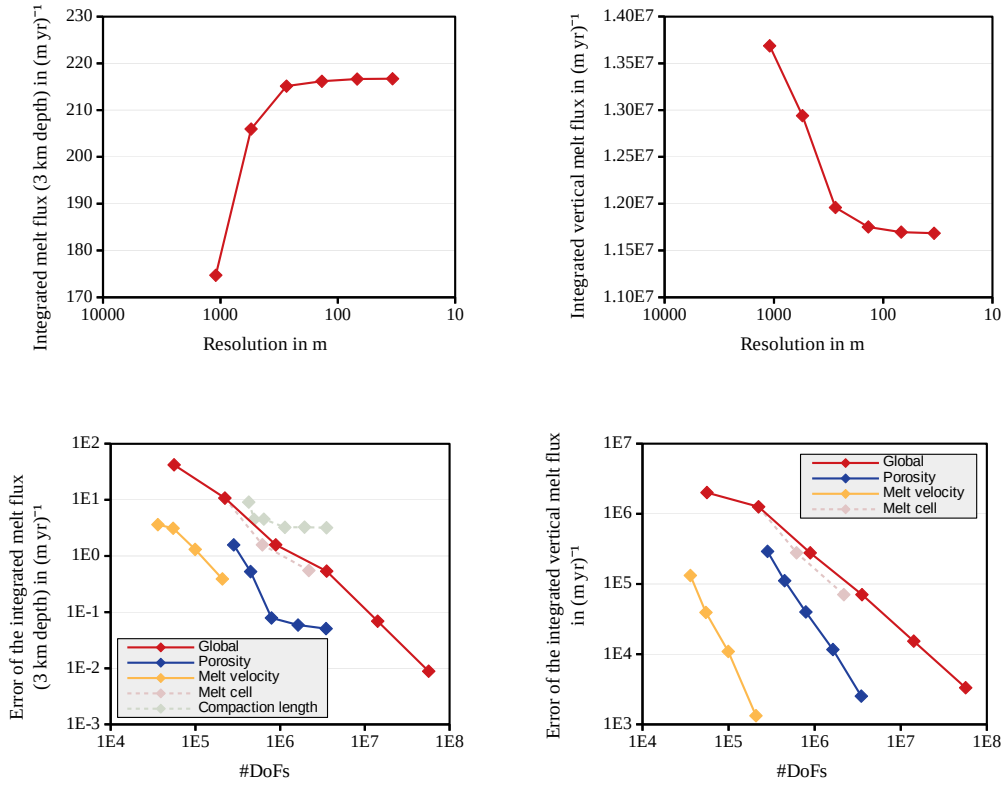 Integrated melt flux (3 km depth) in (m yr)⁻¹
230
220
210
200
190
180
170
10000
1000
100
10
Resolution in m
Integrated vertical melt flux in (m yr)⁻¹
1.40E7
1.35E7
1.30E7
1.25E7
1.20E7
1.15E7
1.10E7
10000
1000
100
10
Resolution in m
Error of the integrated melt flux
(3 km depth) in (m yr)⁻¹
1E2
1E1
1E0
1E-1
1E-2
1E-3
Global
Porosity
Melt velocity
Melt cell
Compaction length
1E4
1E5
1E6
1E7
1E8
#DoFs
Error of the integrated vertical melt flux
in (m yr)⁻¹
1E7
1E6
1E5
1E4
1E3
Global
Porosity
Melt velocity
Melt cell
1E4
1E5
1E6
1E7
1E8
#DoFs